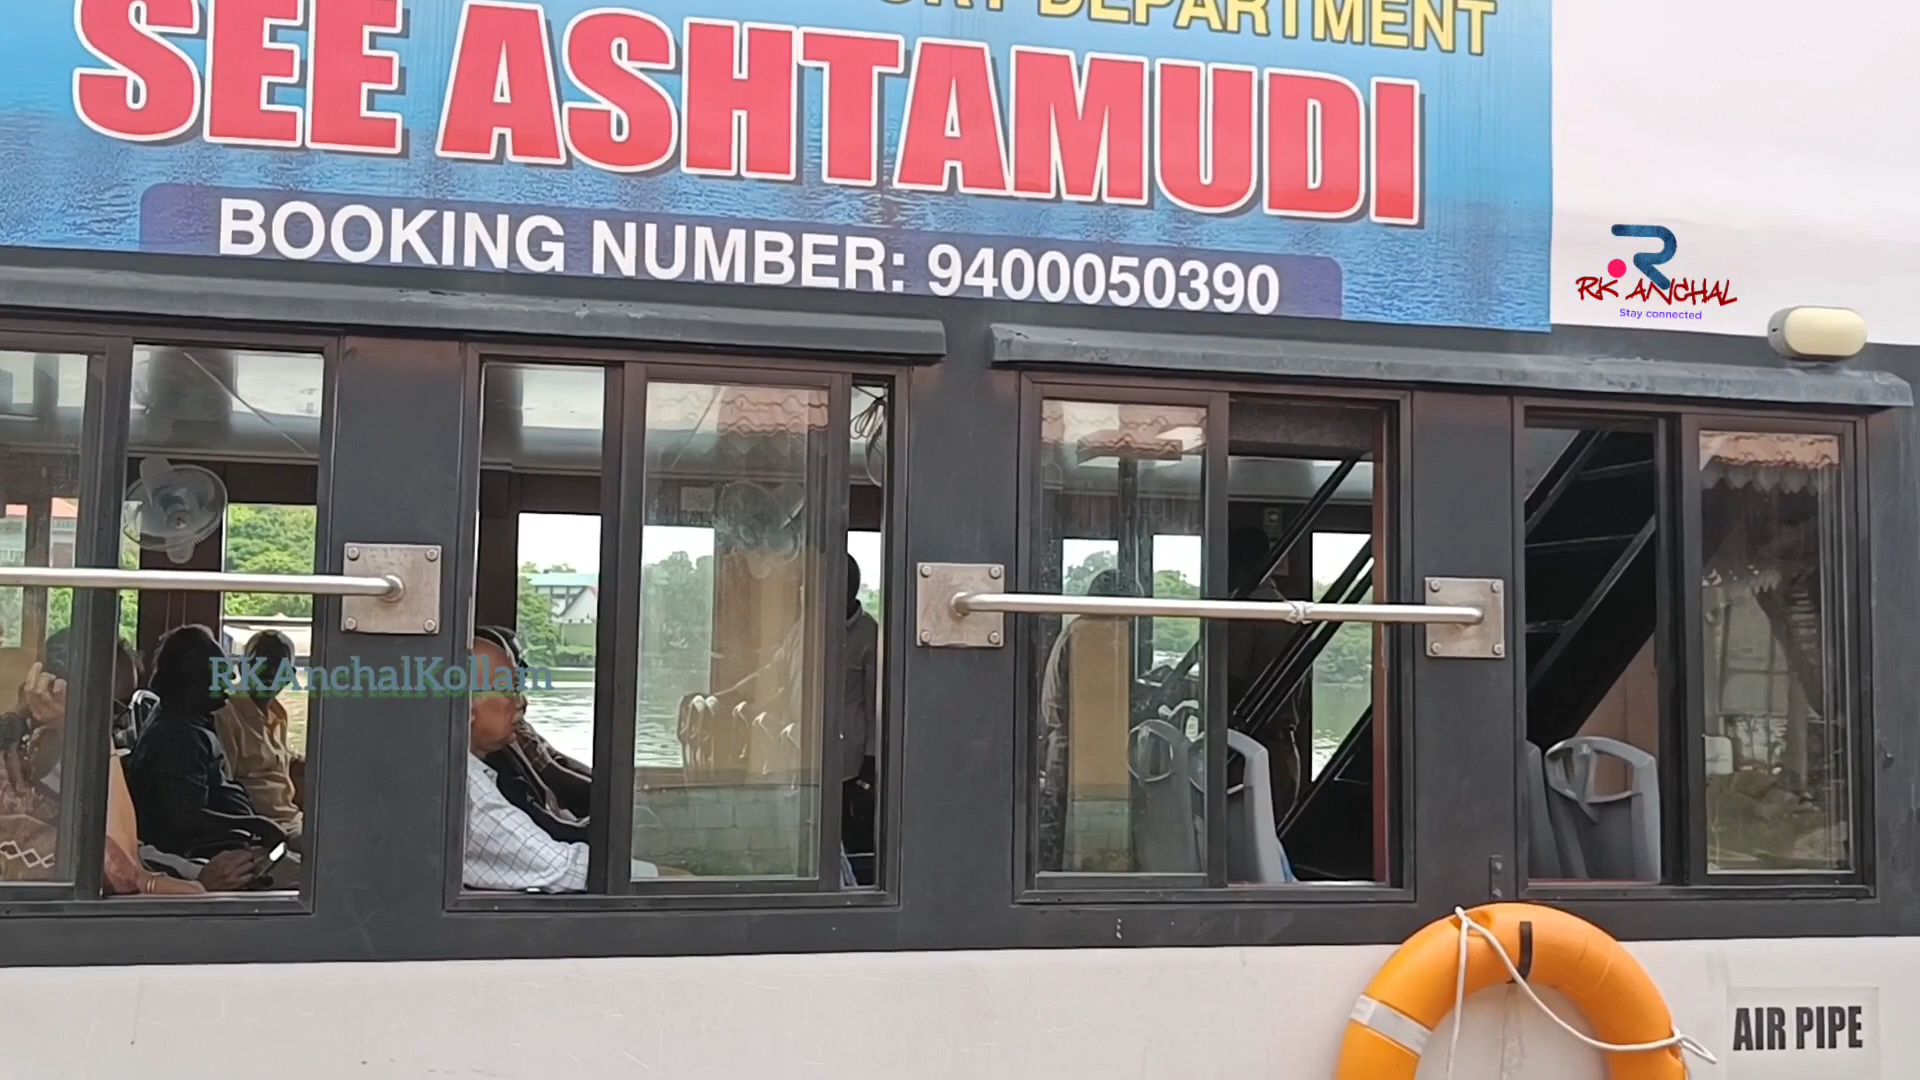 DEPARTMENT
SEE ASHTAMUDI
BOOKING NUMBER: 9400050390
RK ANCHAL
Stay connected
RKAnchalKollam
AIR PIPE